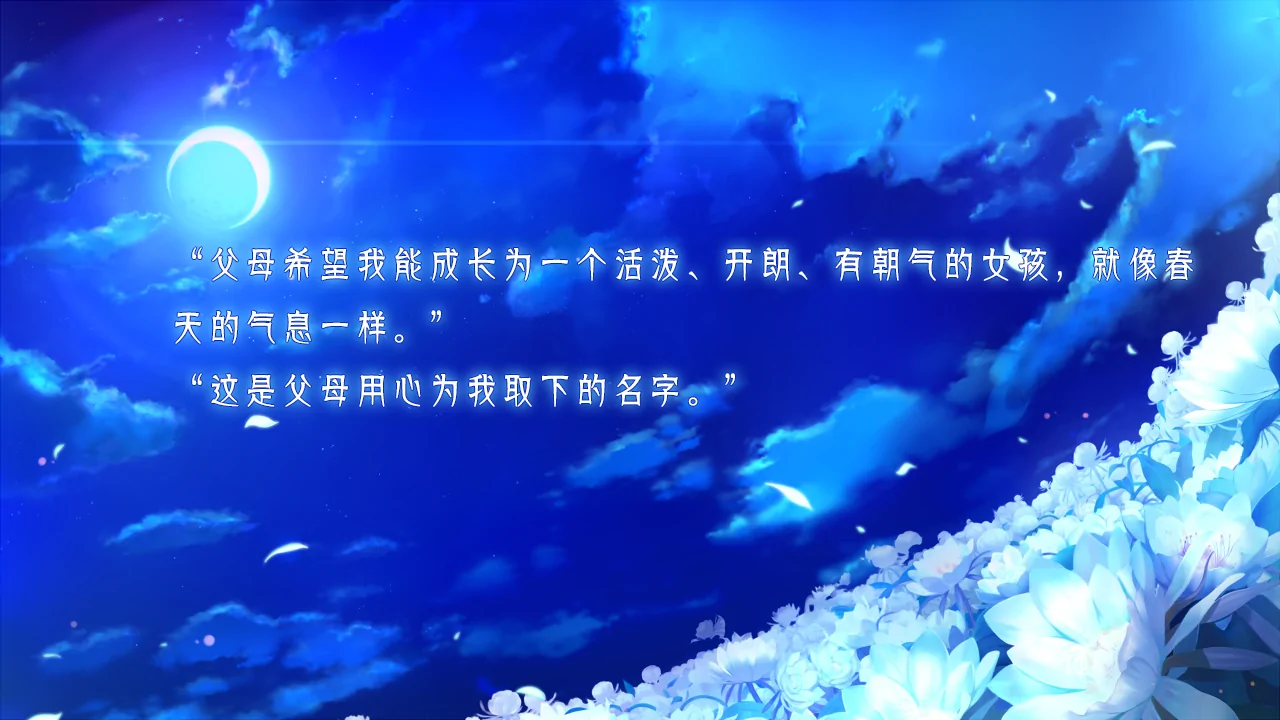 “父母希望我能成长为一个活泼、开朗、有朝气的女孩，就像春
天的气息一样。”
“这是父母用心为我取下的名字。”